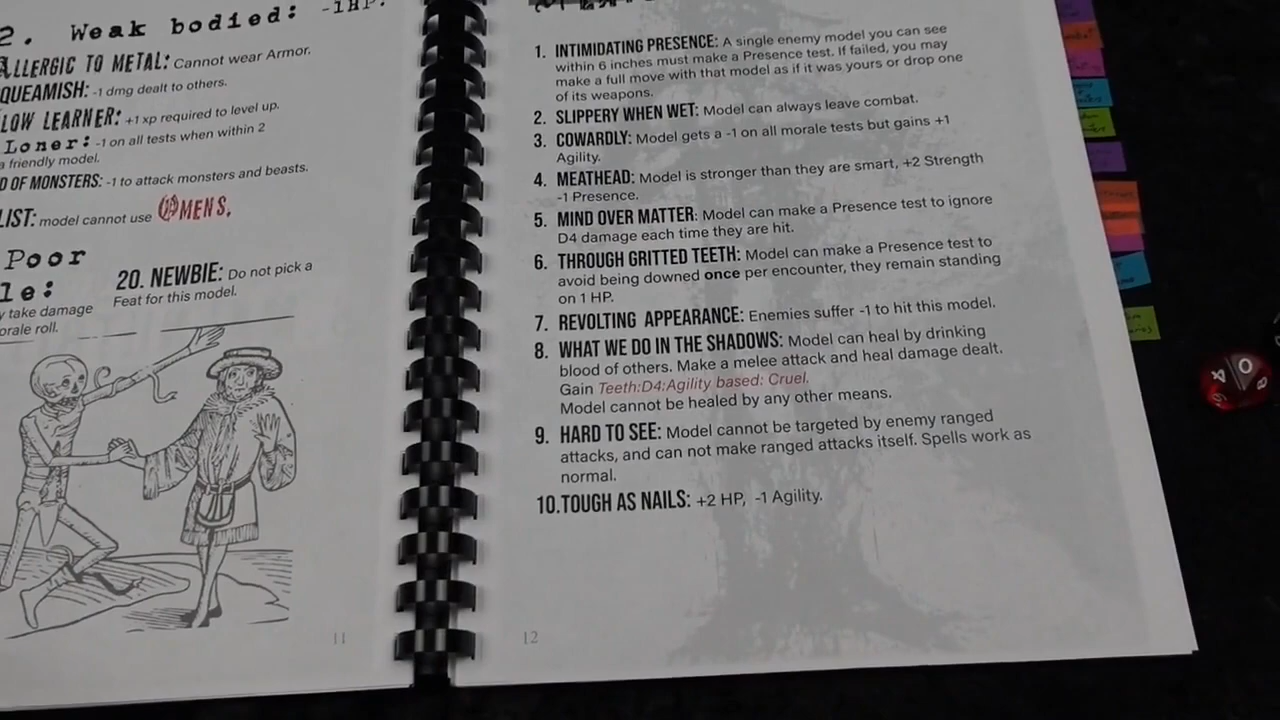 2. Weak bodied: -1HP.
ALLERGIC TO METAL: Cannot wear Armor.
QUEAMISH: -1 dmg dealt to others.
LOW LEARNER: +1 xp required to level up.
Loner: -1 on all tests when within 2
a friendly model.
D OF MONSTERS: -1 to attack monsters and beasts.
LIST: model cannot use OMENS.
Poor
le:
y take damage
orale roll.
20. NEWBIE: Do not pick a
Feat for this model.
11
1. INTIMIDATING PRESENCE: A single enemy model you can see
within 6 inches must make a Presence test. If failed, you may
make a full move with that model as if it was yours or drop one
of its weapons.
2. SLIPPERY WHEN WET: Model can always leave combat.
3. COWARDLY: Model gets a -1 on all morale tests but gains +1
Agility.
4. MEATHEAD: Model is stronger than they are smart, +2 Strength
-1 Presence.
5. MIND OVER MATTER: Model can make a Presence test to ignore
D4 damage each time they are hit.
6. THROUGH GRITTED TEETH: Model can make a Presence test to
avoid being downed once per encounter, they remain standing
on 1 HP.
7. REVOLTING APPEARANCE: Enemies suffer -1 to hit this model.
8. WHAT WE DO IN THE SHADOWS: Model can heal by drinking
blood of others. Make a melee attack and heal damage dealt.
Gain Teeth:D4:Agility based: Cruel.
Model cannot be healed by any other means.
9. HARD TO SEE: Model cannot be targeted by enemy ranged
attacks, and can not make ranged attacks itself. Spells work as
normal.
10.TOUGH AS NAILS: +2 HP, -1 Agility.
12
4 0 8